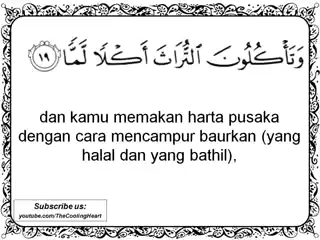 وَتَأْكُلُونَ التُّرَاثَ أَكْلًا لَّمًّا ١٩
dan kamu memakan harta pusaka
dengan cara mencampur baurkan (yang
halal dan yang bathil),
Subscribe us:
youtube.com/TheCoolingHeart